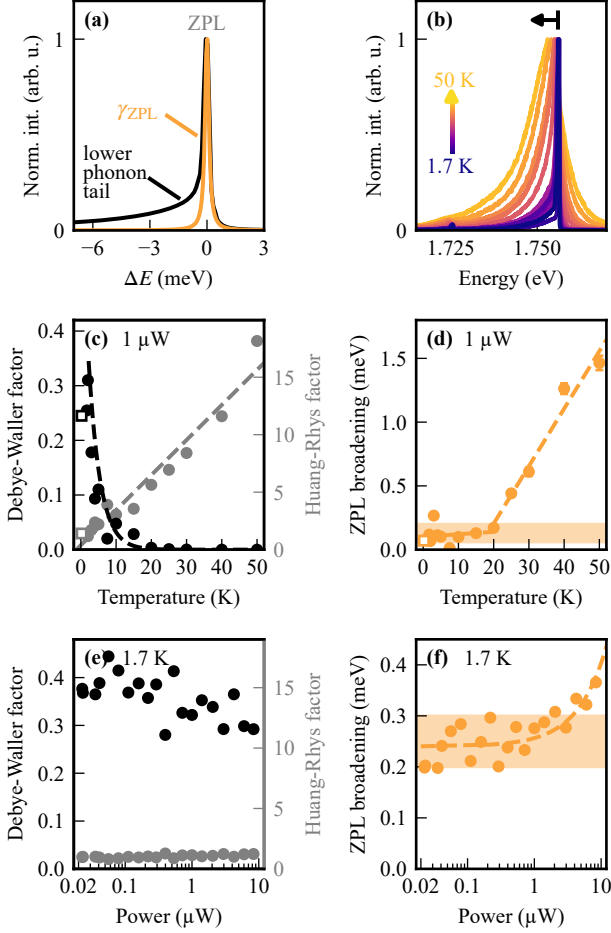 (a)
ZPL
Norm. int. (arb. u.)
1
0
γZPL
lower
phonon
tail
−6
−3
0
3
ΔE (meV)
(b)
Norm. int. (arb. u.)
1
0
50 K
1.7 K
1.725
1.750
Energy (eV)
(c)
1 μW
Debye-Waller factor
0.4
0.3
0.2
0.1
0.0
Huang-Rhys factor
15
10
5
0
0
10
20
30
40
50
Temperature (K)
(d)
1 μW
ZPL broadening (meV)
1.5
1.0
0.5
0.0
0
10
20
30
40
50
Temperature (K)
(e)
1.7 K
Debye-Waller factor
0.4
0.3
0.2
0.1
0.0
Huang-Rhys factor
15
10
5
0
0.02
0.1
1
10
Power (μW)
(f)
1.7 K
ZPL broadening (meV)
0.4
0.2
0.0
0.02
0.1
1
10
Power (μW)